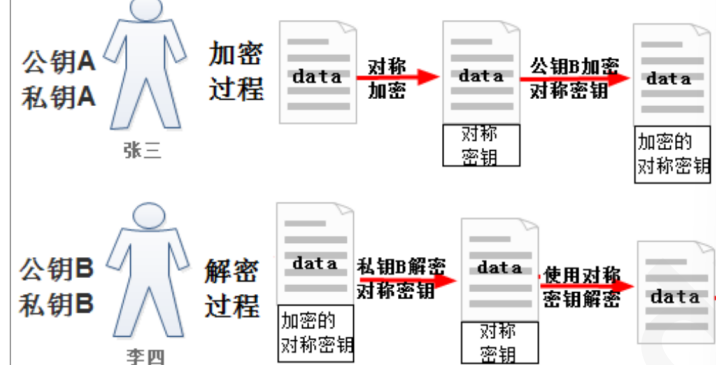 公钥A
私钥A
张三
加密
过程
data
对称
加密
data
对称
密钥
公钥B加密
对称密钥
data
加密的
对称密钥
公钥B
私钥B
李四
解密
过程
data
加密的
对称密钥
私钥B解密
对称密钥
data
对称
密钥
使用对称
密钥解密
data